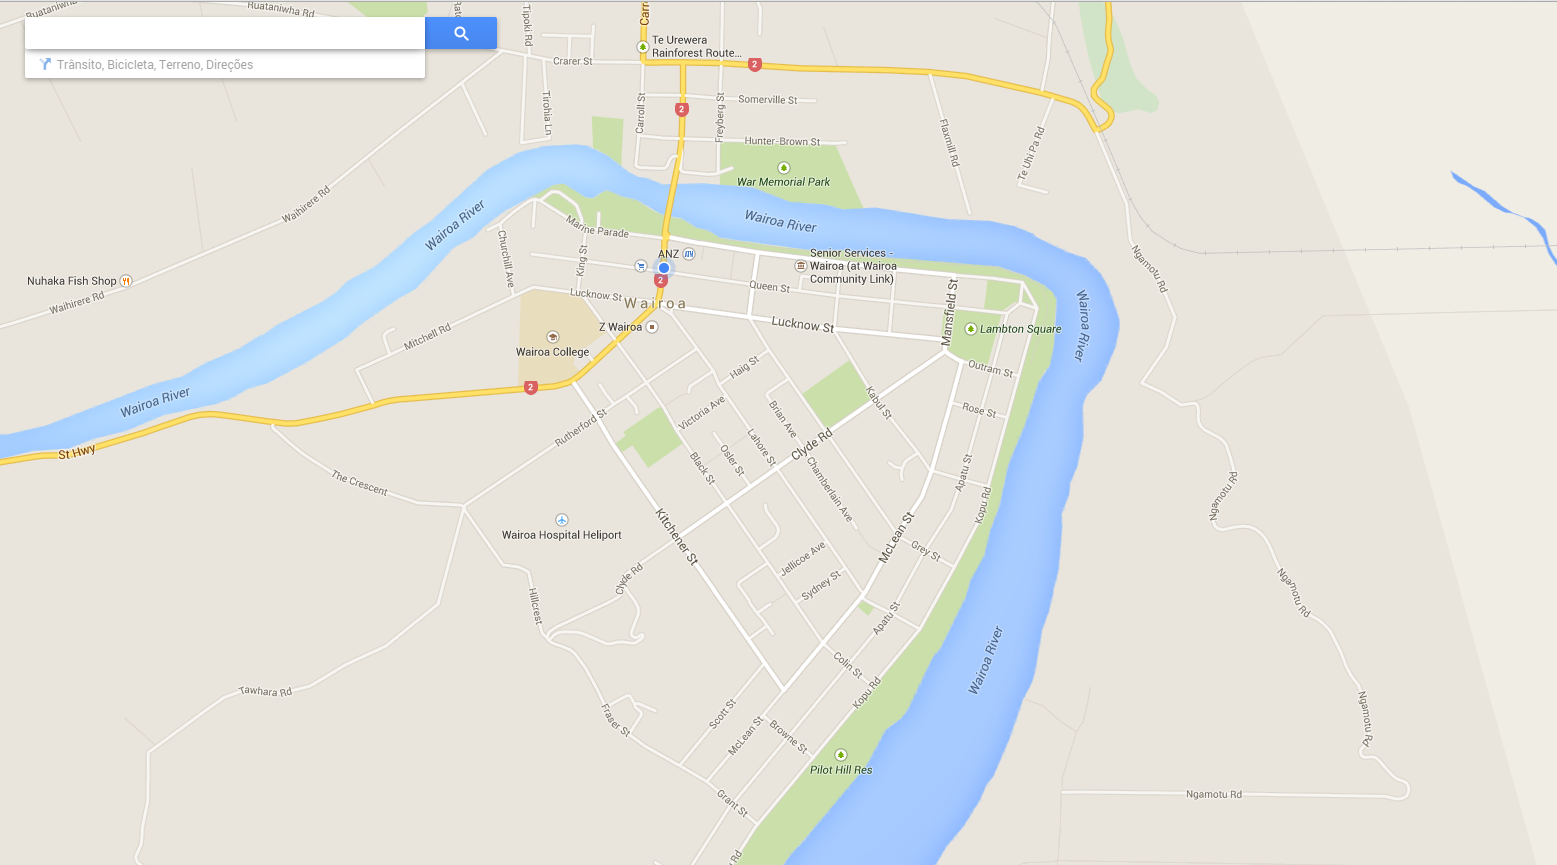 Ruataniwha Rd
Ruataniwha Rd
Tipoki Rd
Te Urewera
Rainforest Route...
2
Trânsito, Bicicleta, Terreno, Direções
Crarer St
Tirohia Ln
Carroll St
2
Freyberg St
Somerville St
Hunter-Brown St
Flaxmill Rd
Te Uhi Pa Rd
War Memorial Park
Waihirere Rd
Wairoa River
Wairoa River
Marine Parade
Churchill Ave
King St
ANZ
Senior Services -
Wairoa (at Wairoa
Community Link)
Ngamotu Rd
Nuhaka Fish Shop
Waihirere Rd
2
Queen St
Lucknow St
Wairoa
Mansfield St
Wairoa River
Mitchell Rd
Z Wairoa
Lucknow St
Lambton Square
Wairoa College
Haig St
Outram St
2
Wairoa River
Victoria Ave
Brian Ave
Kabul St
Rose St
Rutherford St
St Hwy
Clyde Rd
Lahore St
Osler St
Black St
The Crescent
Chamberlain Ave
Apatu St
Kopu Rd
Ngamotu Rd
Wairoa Hospital Heliport
Kitchener St
McLean St
Grey St
Jellicoe Ave
Sydney St
Clyde Rd
Hillcrest
Apatu St
Ngamotu Rd
Wairoa River
Colin St
Kopu Rd
Tawhara Rd
Fraser St
Scott St
McLean St
Browne St
Ngamotu Rd
Pilot Hill Res
Grant St
Ngamotu Rd
Rd